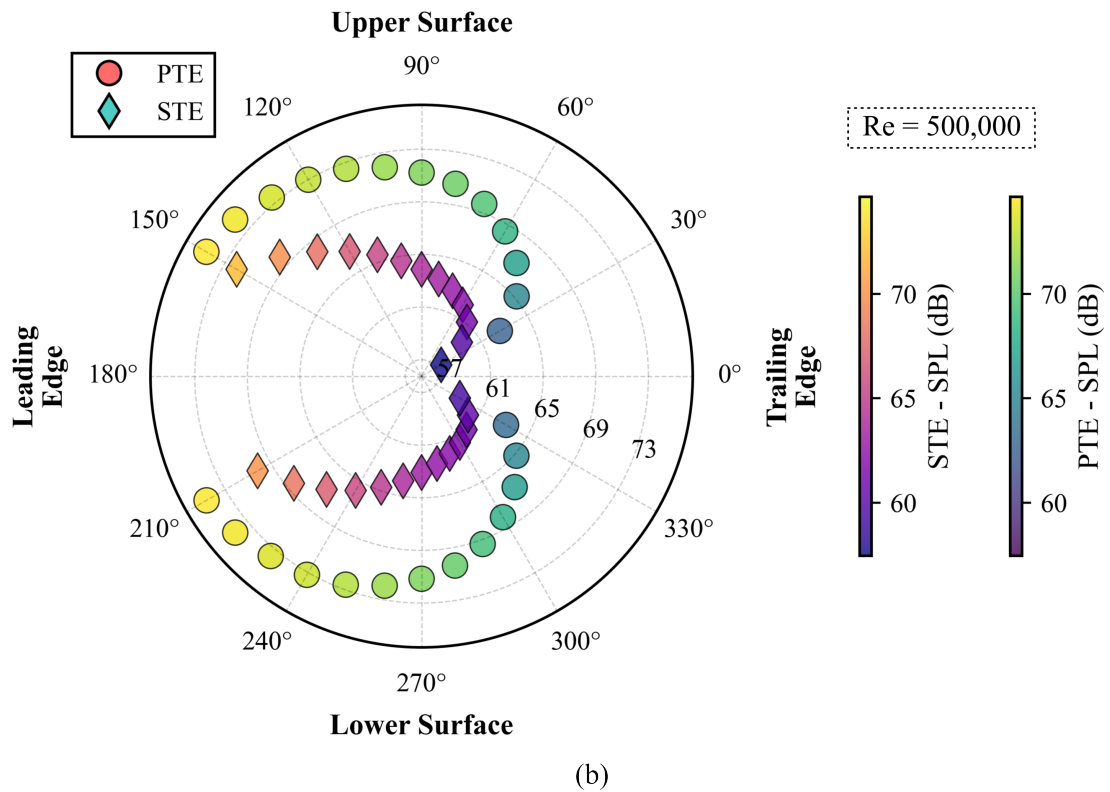 Upper Surface
PTE
STE
90°
120°
60°
Re = 500,000
150°
30°
Leading
Edge
180°
57
61
65
69
73
0°
Trailing
Edge
70
65
60
STE - SPL (dB)
70
65
60
PTE - SPL (dB)
210°
330°
240°
300°
270°
Lower Surface
(b)